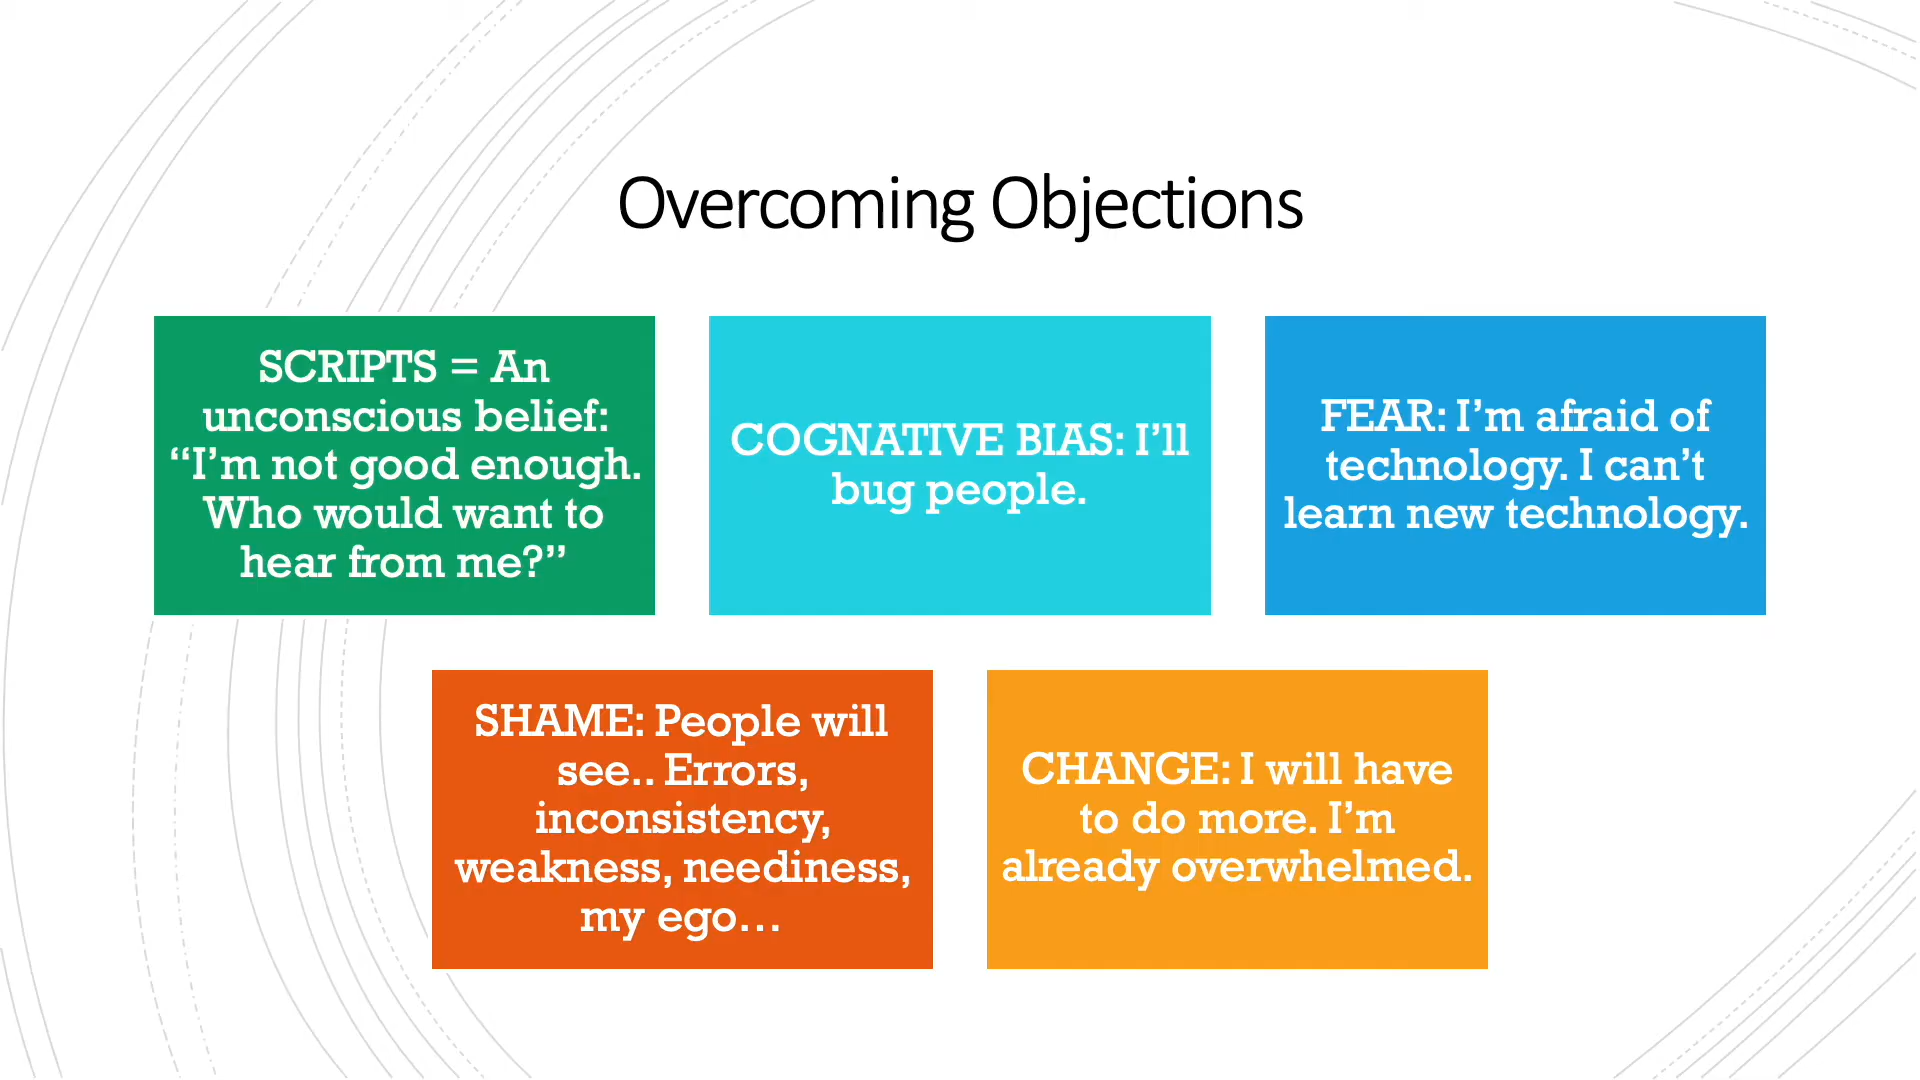 Overcoming Objections
SCRIPTS = An
unconscious belief:
“I’m not good enough.
Who would want to
hear from me?”
COGNATIVE BIAS: I’ll
bug people.
FEAR: I’m afraid of
technology. I can’t
learn new technology.
SHAME: People will
see.. Errors,
inconsistency,
weakness, neediness,
my ego…
CHANGE: I will have
to do more. I’m
already overwhelmed.